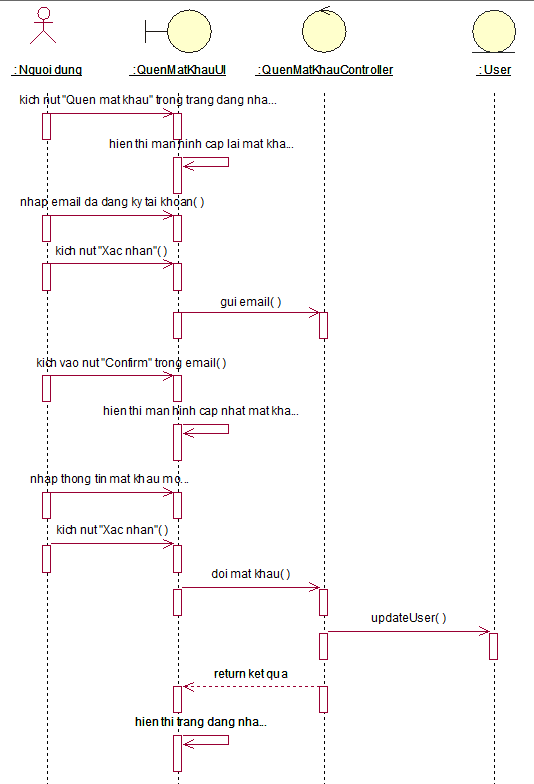 : Nguoi dung
: QuenMatKhauUI
: QuenMatKhauController
: User
kich nut "Quen mat khau" trong trang dang nha...
hien thi man hinh cap lai mat kha...
nhap email da dang ky tai khoan( )
kich nut "Xac nhan"( )
gui email( )
kich vao nut "Confirm" trong email( )
hien thi man hinh cap nhat mat kha...
nhap thong tin mat khau mo...
kich nut "Xac nhan"( )
doi mat khau( )
updateUser( )
return ket qua
hien thi trang dang nha...